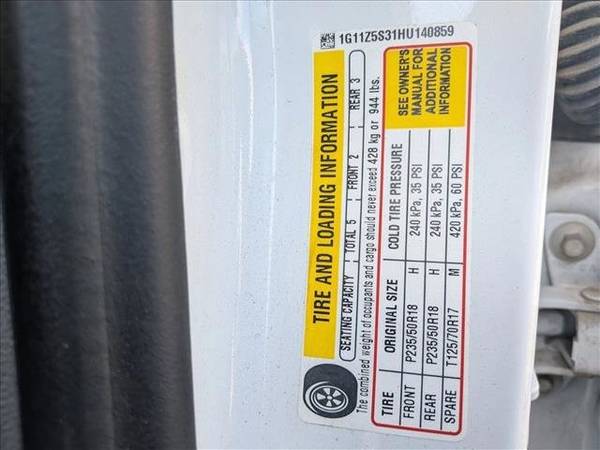 1G11Z5S31HU140859
TIRE AND LOADING INFORMATION
SEATING CAPACITY TOTAL 5 FRONT 2 REAR 3
The combined weight of occupants and cargo should never exceed 428 kg or 944 lbs.
TIRE ORIGINAL SIZE COLD TIRE PRESSURE
FRONT P235/50R18 H 240 kPa, 35 PSI
REAR P235/50R18 H 240 kPa, 35 PSI
SPARE T125/70R17 M 420 kPa, 60 PSI
SEE OWNER'S
MANUAL FOR
ADDITIONAL
INFORMATION